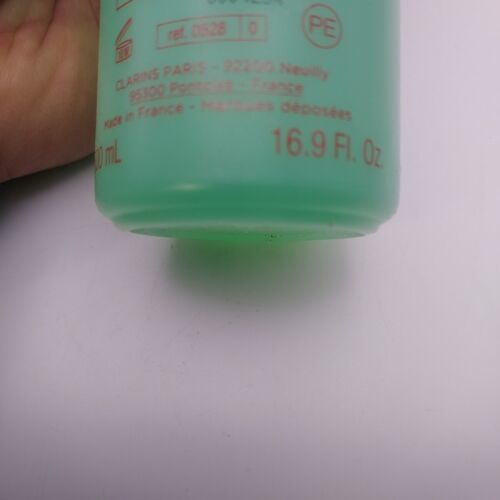 PE
ref. 0528 0
CLARINS PARIS - 92200 Neuilly
95300 Pontoise - France
Made in France - Marques déposées
mL
16.9 Fl. Oz.